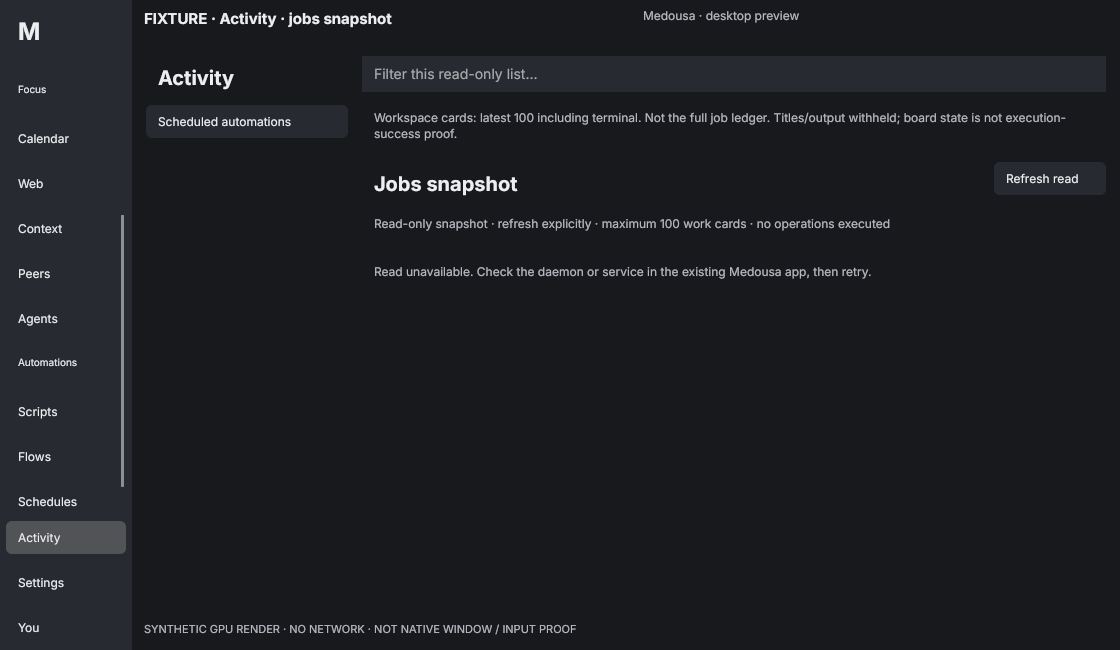 M
Focus
Calendar
Web
Context
Peers
Agents
Automations
Scripts
Flows
Schedules
Activity
Settings
You
FIXTURE · Activity · jobs snapshot
Medousa · desktop preview
Activity
Scheduled automations
Filter this read-only list...
Workspace cards: latest 100 including terminal. Not the full job ledger. Titles/output withheld; board state is not execution-
success proof.
Jobs snapshot
Refresh read
Read-only snapshot · refresh explicitly · maximum 100 work cards · no operations executed
Read unavailable. Check the daemon or service in the existing Medousa app, then retry.
SYNTHETIC GPU RENDER · NO NETWORK · NOT NATIVE WINDOW / INPUT PROOF